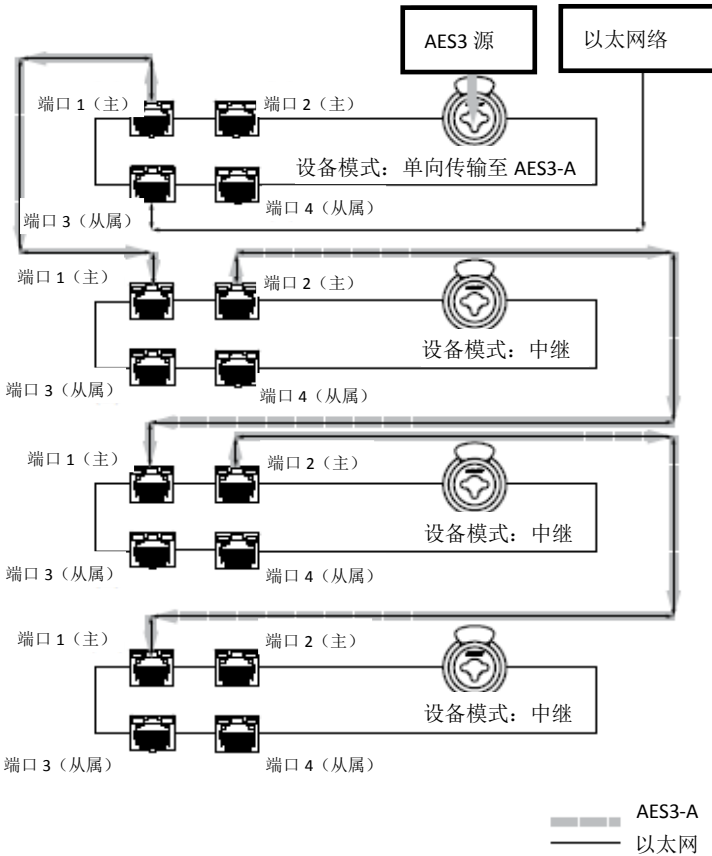 AES3 源
以太网络
端口 1（主）
端口 2（主）
设备模式：单向传输至 AES3-A
端口 3（从属）
端口 4（从属）
端口 1（主）
端口 2（主）
设备模式：中继
端口 3（从属）
端口 4（从属）
端口 1（主）
端口 2（主）
设备模式：中继
端口 3（从属）
端口 4（从属）
端口 1（主）
端口 2（主）
设备模式：中继
端口 3（从属）
端口 4（从属）
AES3-A
以太网